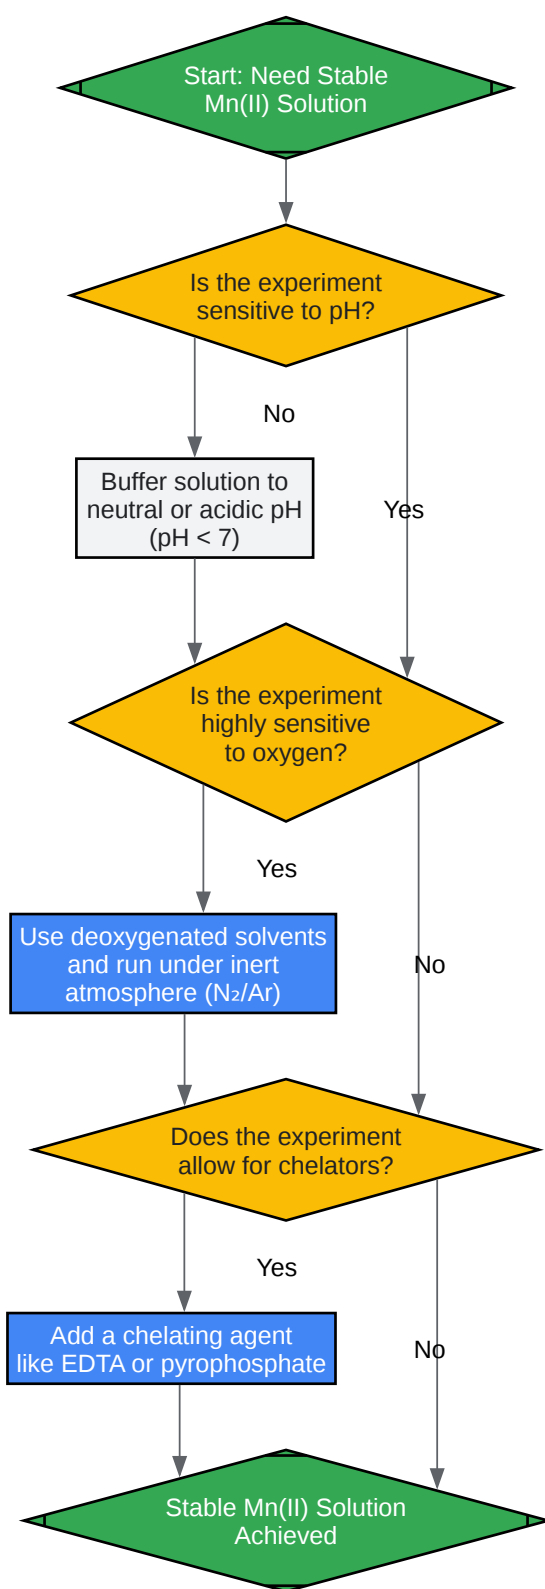 Start: Need Stable
Mn(II) Solution
Is the experiment
sensitive to pH?
No
Buffer solution to
neutral or acidic pH
(pH < 7)
Yes
Is the experiment
highly sensitive
to oxygen?
Yes
Use deoxygenated solvents
and run under inert
atmosphere (N₂/Ar)
No
Does the experiment
allow for chelators?
Yes
Add a chelating agent
like EDTA or pyrophosphate
No
Stable Mn(II) Solution
Achieved